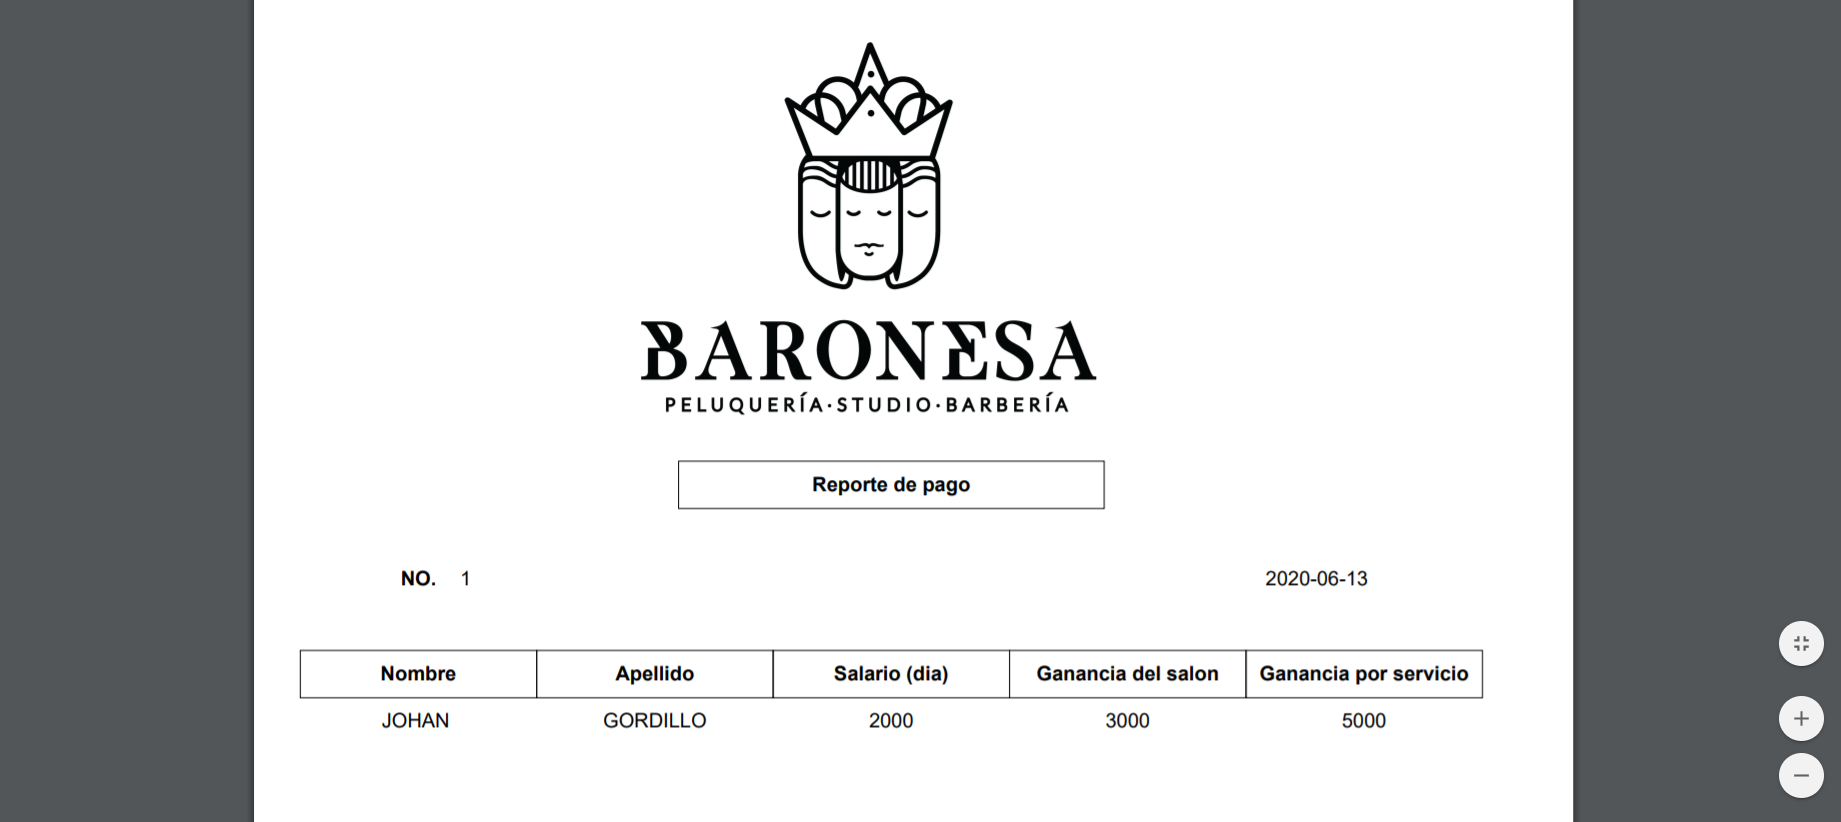 BARONESA
PELUQUERÍA·STUDIO·BARBERÍA
Reporte de pago
NO. 1 2020-06-13
Nombre Apellido Salario (dia) Ganancia del salon Ganancia por servicio
JOHAN GORDILLO 2000 3000 5000